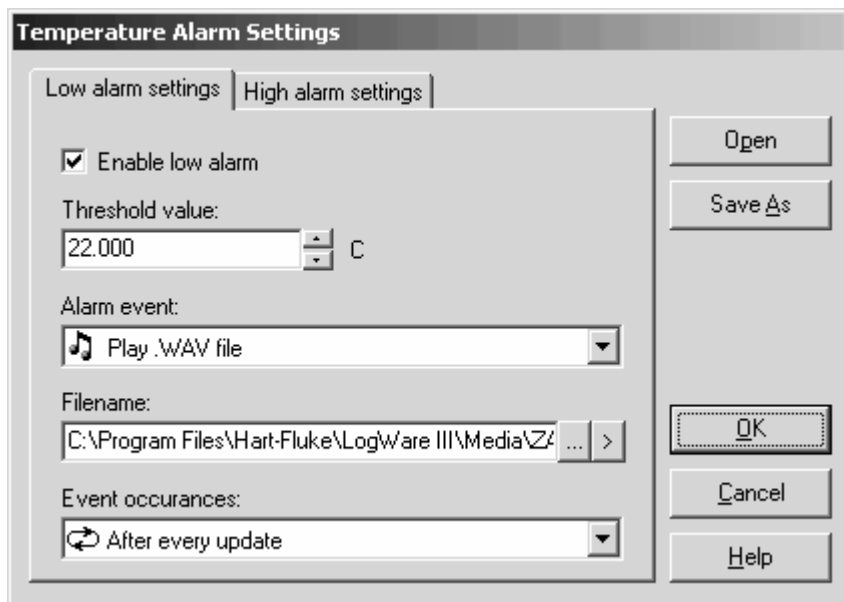 Temperature Alarm Settings
Low alarm settings
High alarm settings
Enable low alarm
Threshold value:
22.000
C
Alarm event:
Play .WAV file
Filename:
C:\Program Files\Hart-Fluke\LogWare III\Media\ZA
...
>
Event occurances:
After every update
Open
Save As
OK
Cancel
Help